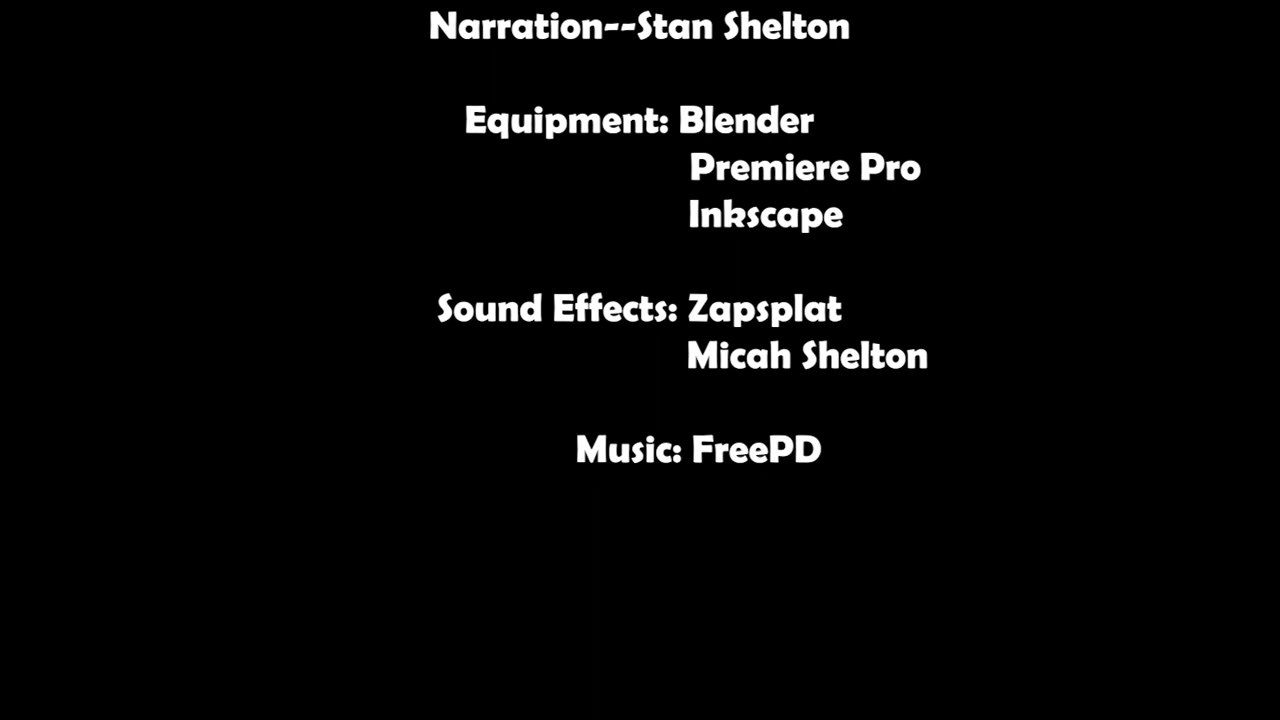 Narration--Stan Shelton
Equipment: Blender
Premiere Pro
Inkscape
Sound Effects: Zapsplat
Micah Shelton
Music: FreePD